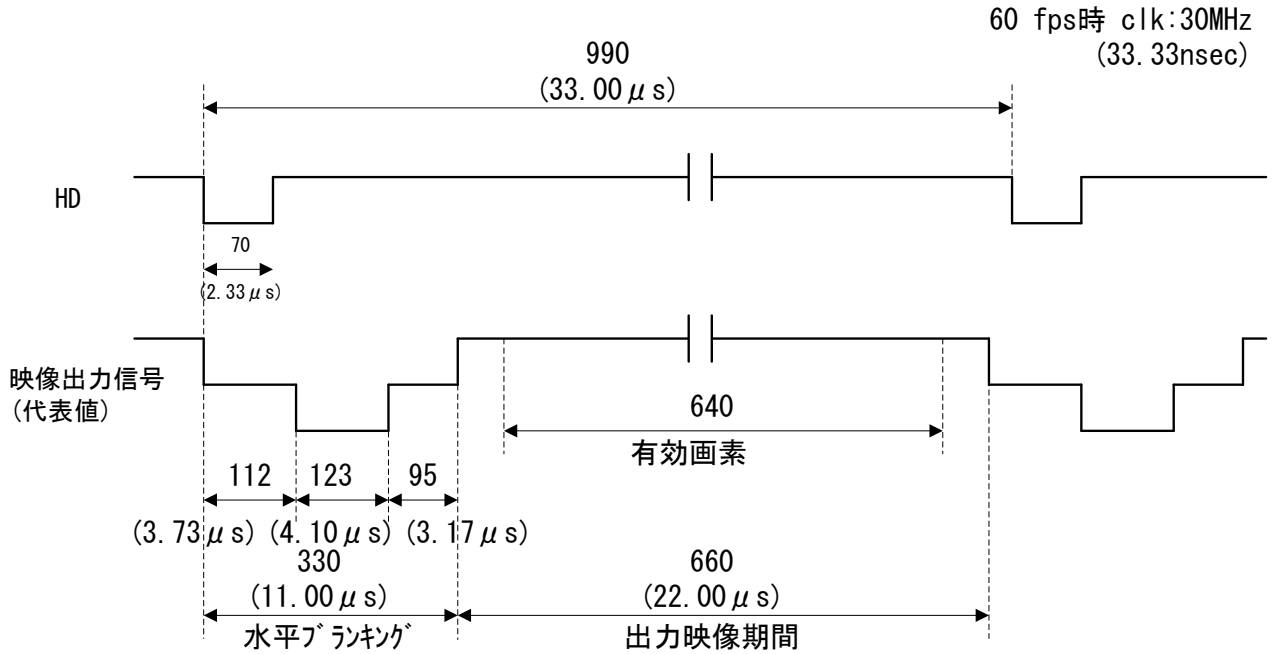 60 fps時 clk:30MHz
(33.33nsec)
990
(33.00μs)
HD
70
(2.33μs)
映像出力信号
(代表値)
640
有効画素
112 123 95
(3.73μs) (4.10μs) (3.17μs)
330 660
(11.00μs) (22.00μs)
水平ブランキング 出力映像期間